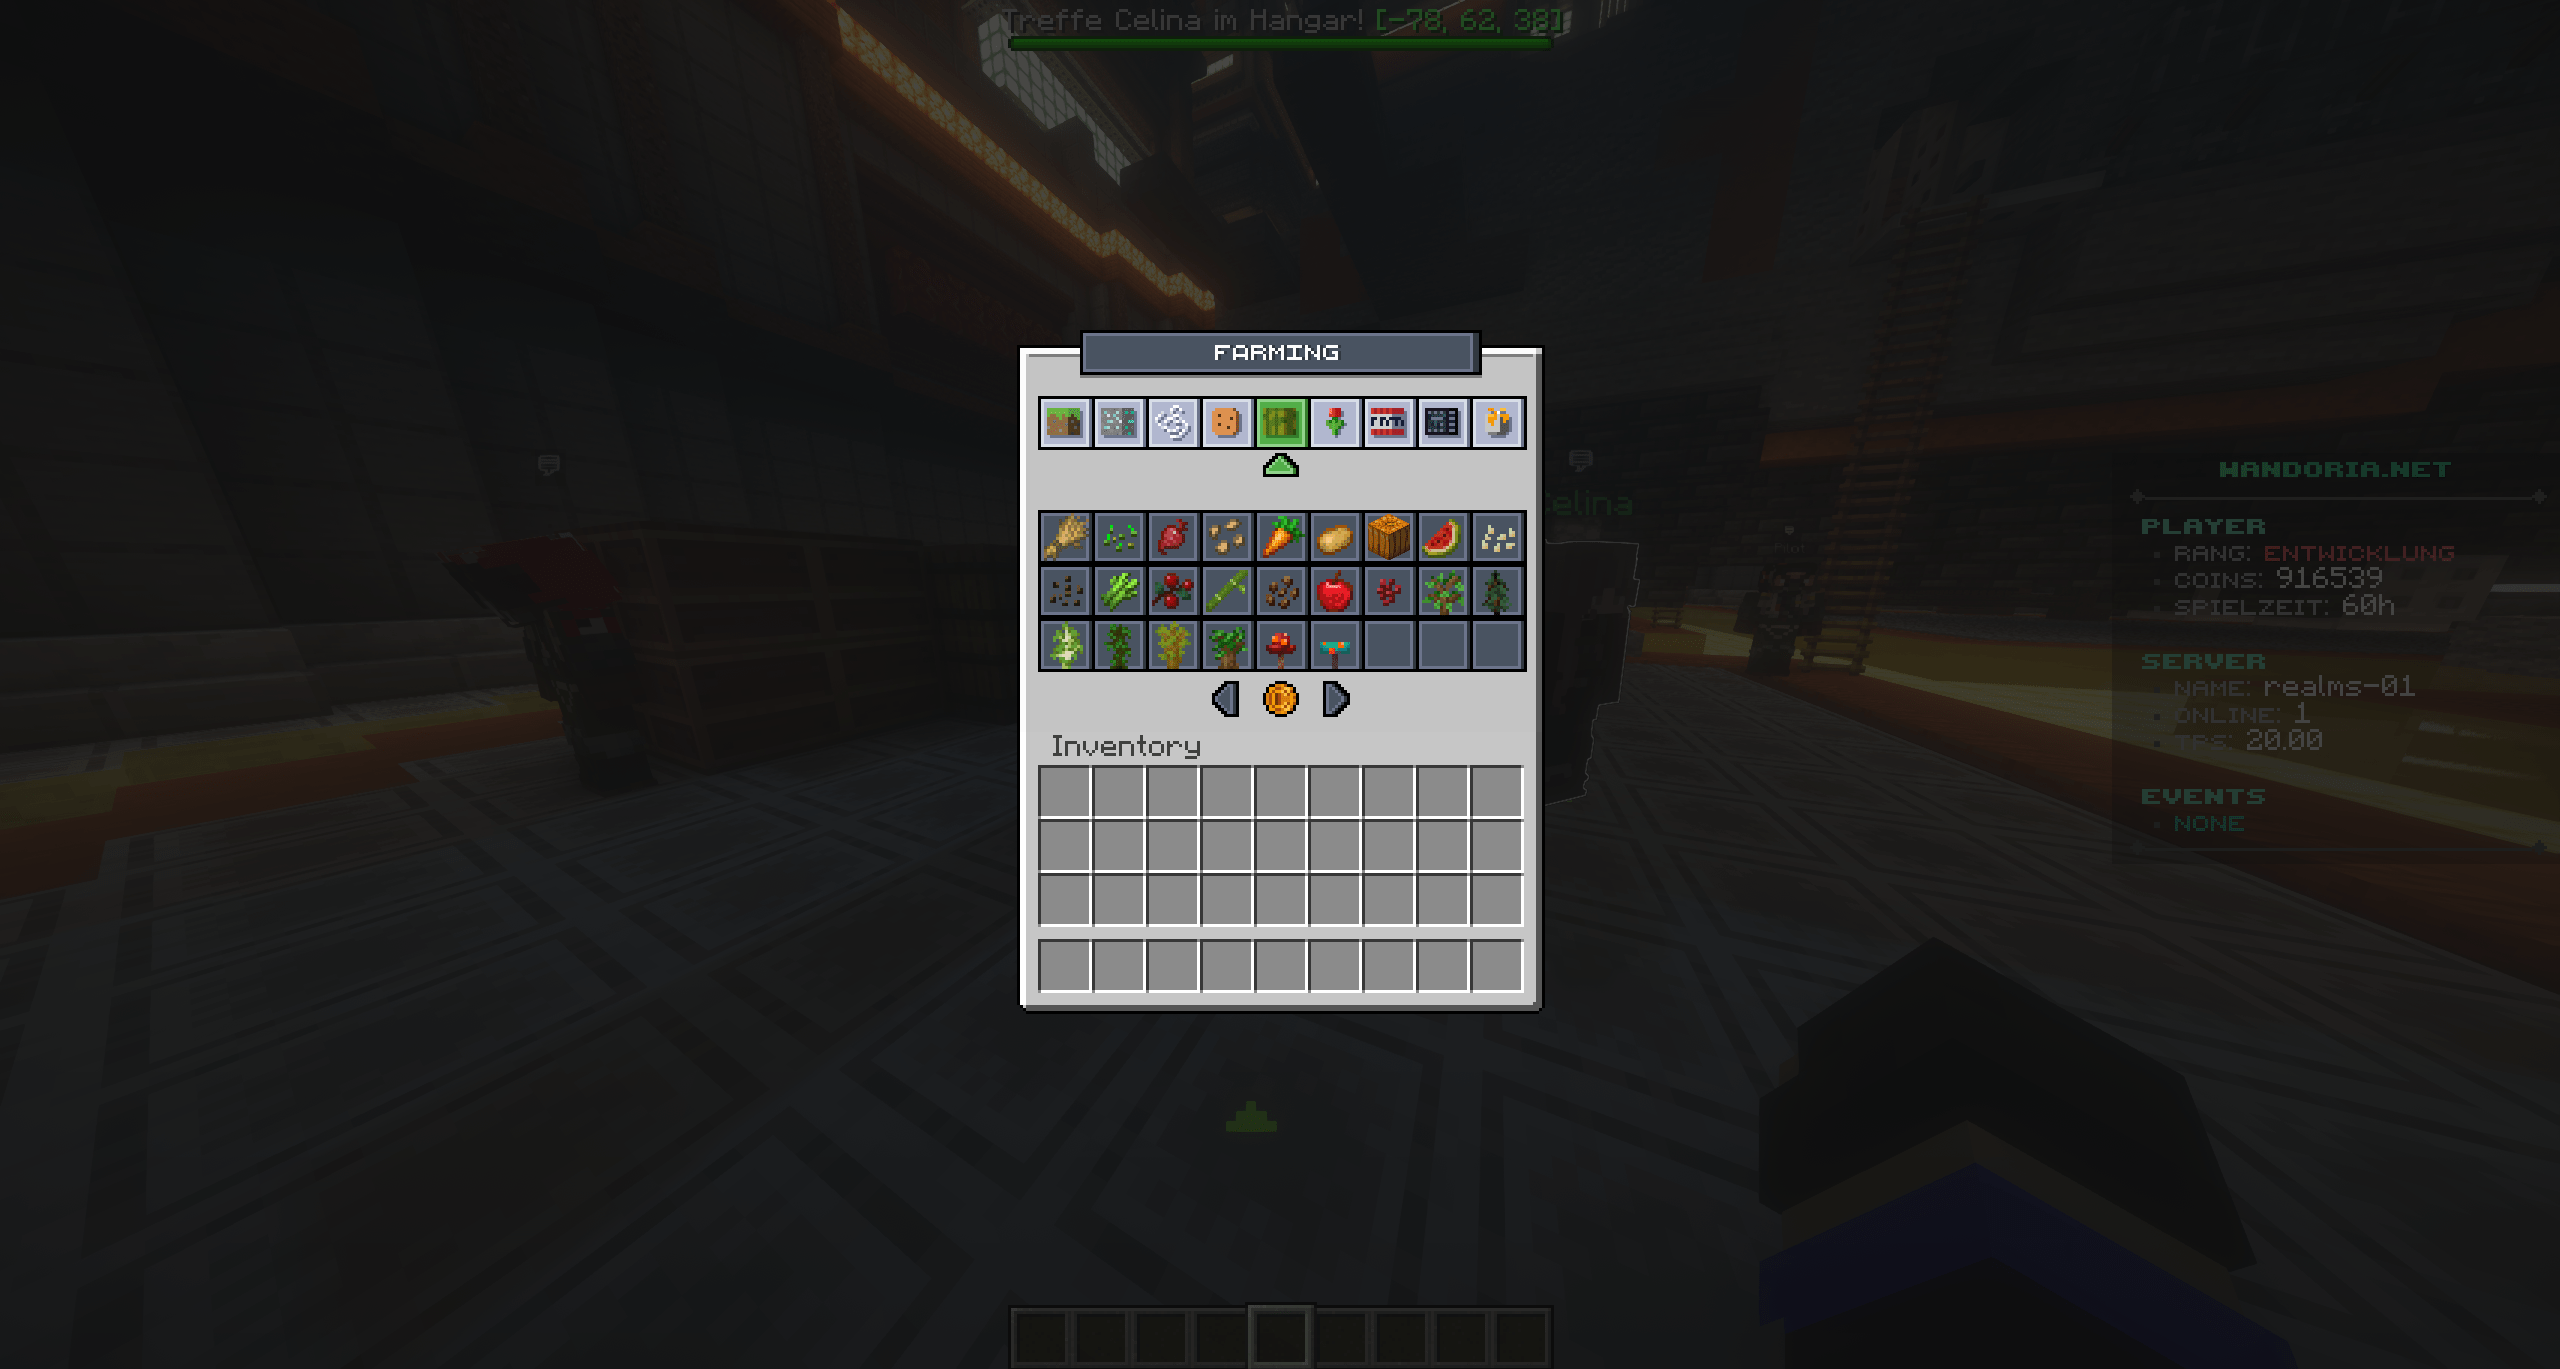 Treffe Celina im Hangar! [-78, 62, 38]
FARMING
Celina
Inventory
WANDORIA.NET
PLAYER
RANG: ENTWICKLUNG
COINS: 916539
SPIELZEIT: 60h
SERVER
NAME: realms-01
ONLINE: 1
TPS: 20.00
EVENTS
NONE